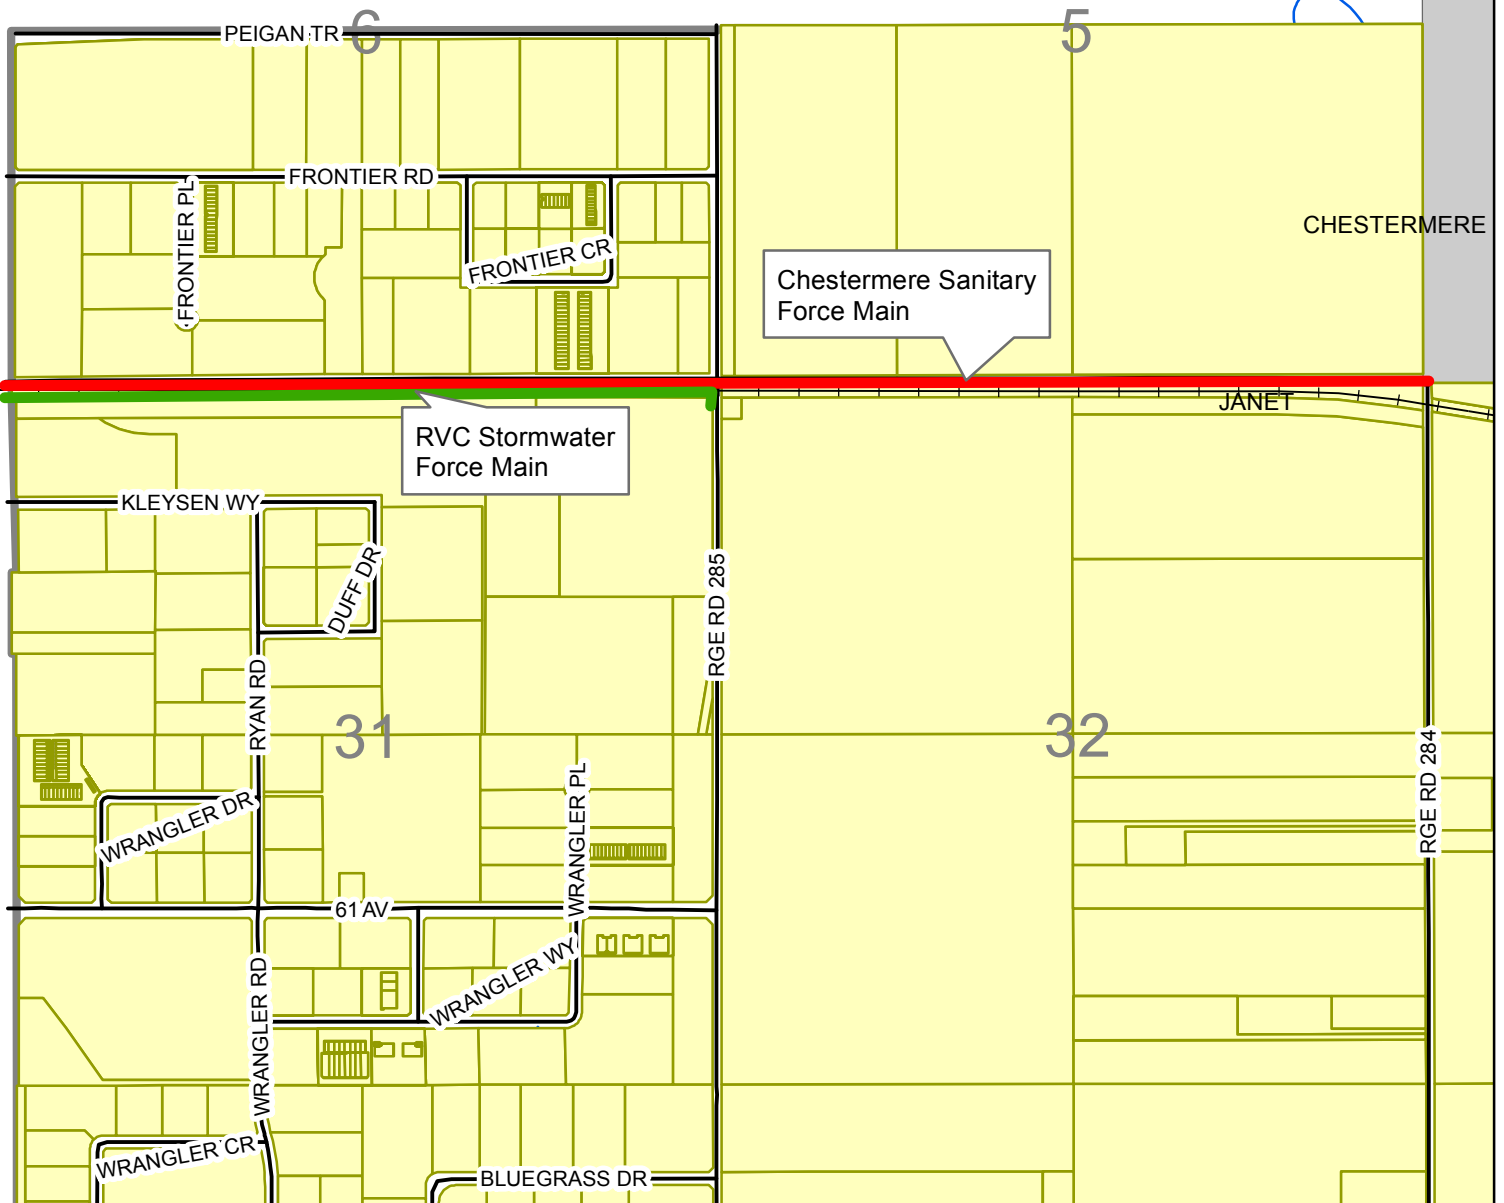 PEIGAN TR
6
5
FRONTIER RD
FRONTIER PL
FRONTIER CR
CHESTERMERE
Chestermere Sanitary
Force Main
JANET
RVC Stormwater
Force Main
KLEYSEN WY
DUFF DR
RGE RD 285
RYAN RD
31
32
RGE RD 284
WRANGLER DR
WRANGLER PL
61 AV
WRANGLER WY
WRANGLER RD
WRANGLER CR
BLUEGRASS DR